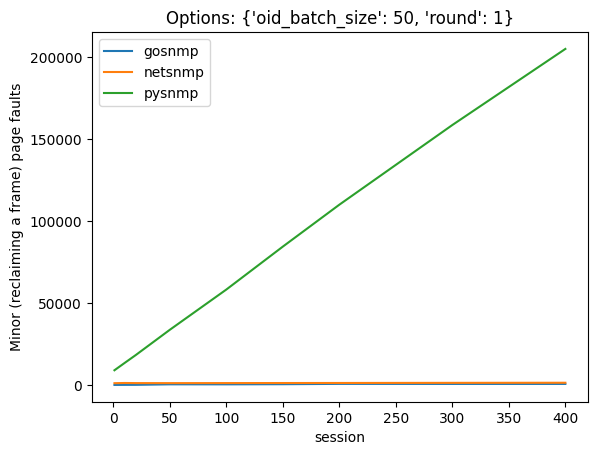 Options: {'oid_batch_size': 50, 'round': 1}
gosnmp
netsnmp
pysnmp
Minor (reclaiming a frame) page faults
200000
150000
100000
50000
0
0 50 100 150 200 250 300 350 400
session